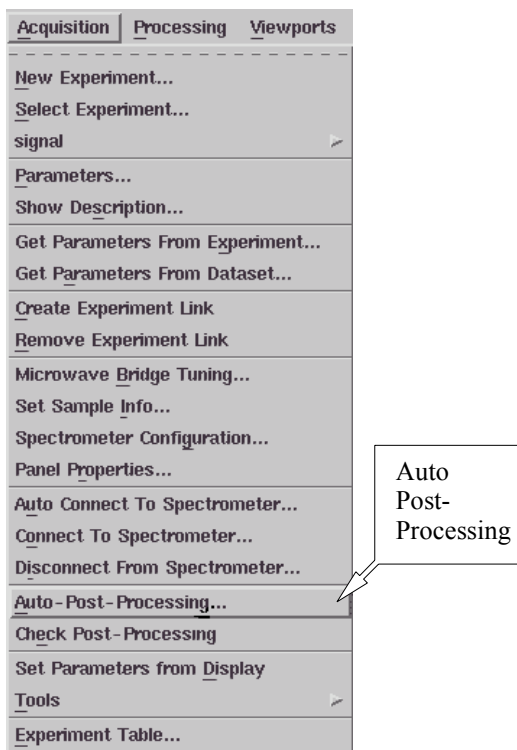 Acquisition Processing Viewports
New Experiment...
Select Experiment...
signal
Parameters...
Show Description...
Get Parameters From Experiment...
Get Parameters From Dataset...
Create Experiment Link
Remove Experiment Link
Microwave Bridge Tuning...
Set Sample Info...
Spectrometer Configuration...
Panel Properties...
Auto Connect To Spectrometer...
Connect To Spectrometer...
Disconnect From Spectrometer...
Auto-Post-Processing...
Check Post-Processing
Set Parameters from Display
Tools
Experiment Table...
Auto
Post-
Processing